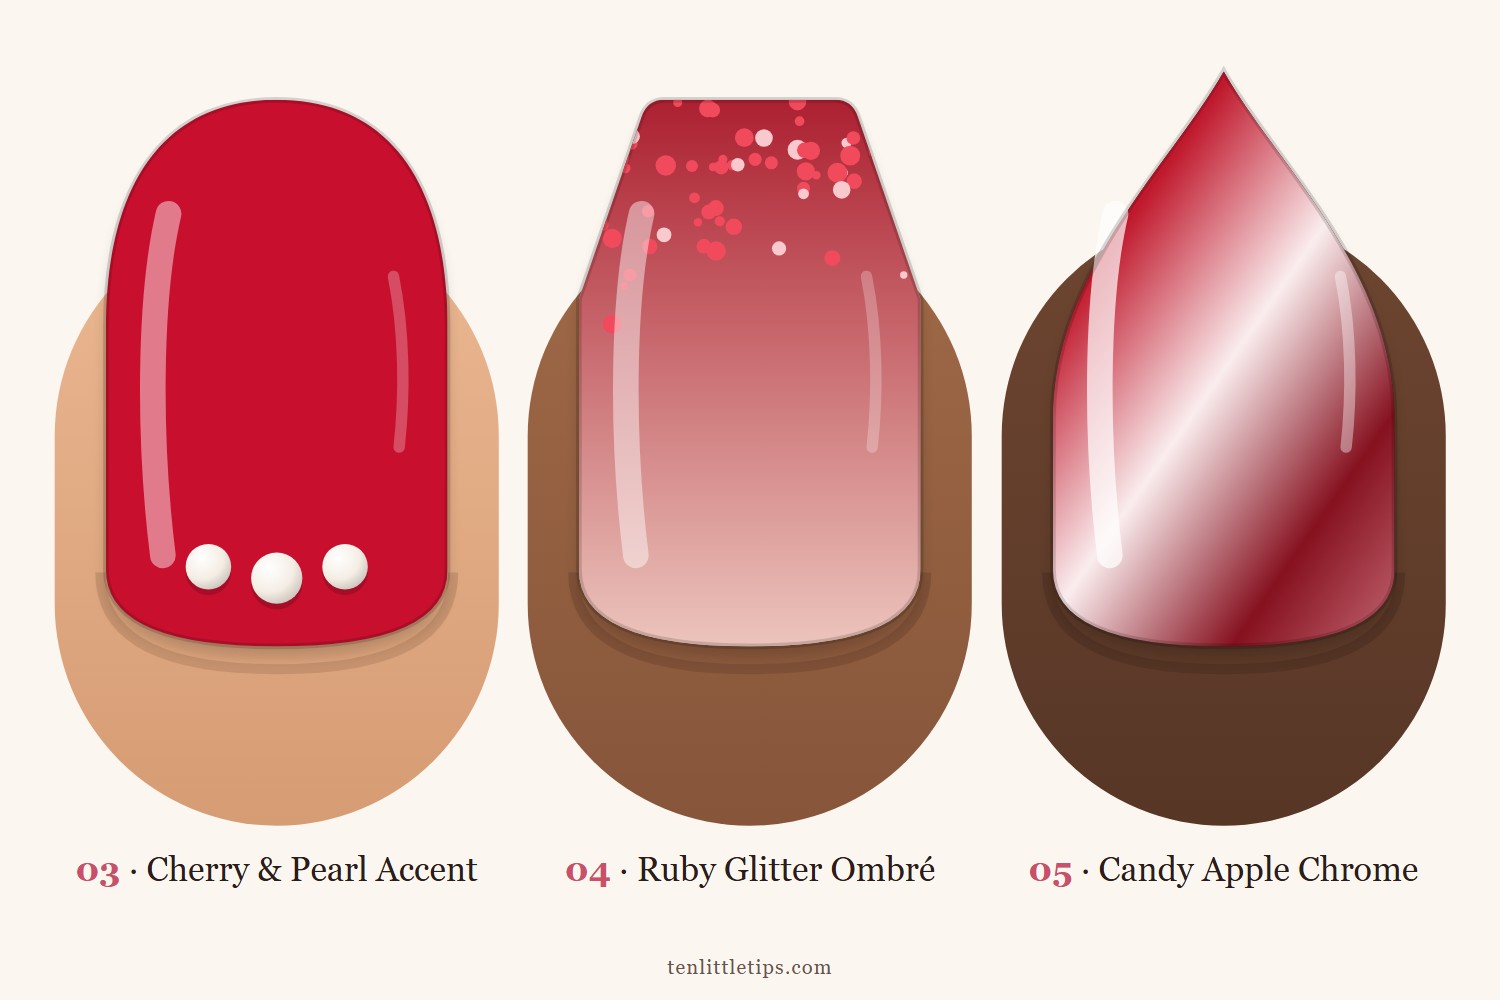 03 · Cherry & Pearl Accent
04 · Ruby Glitter Ombré
05 · Candy Apple Chrome
tenlittletips.com